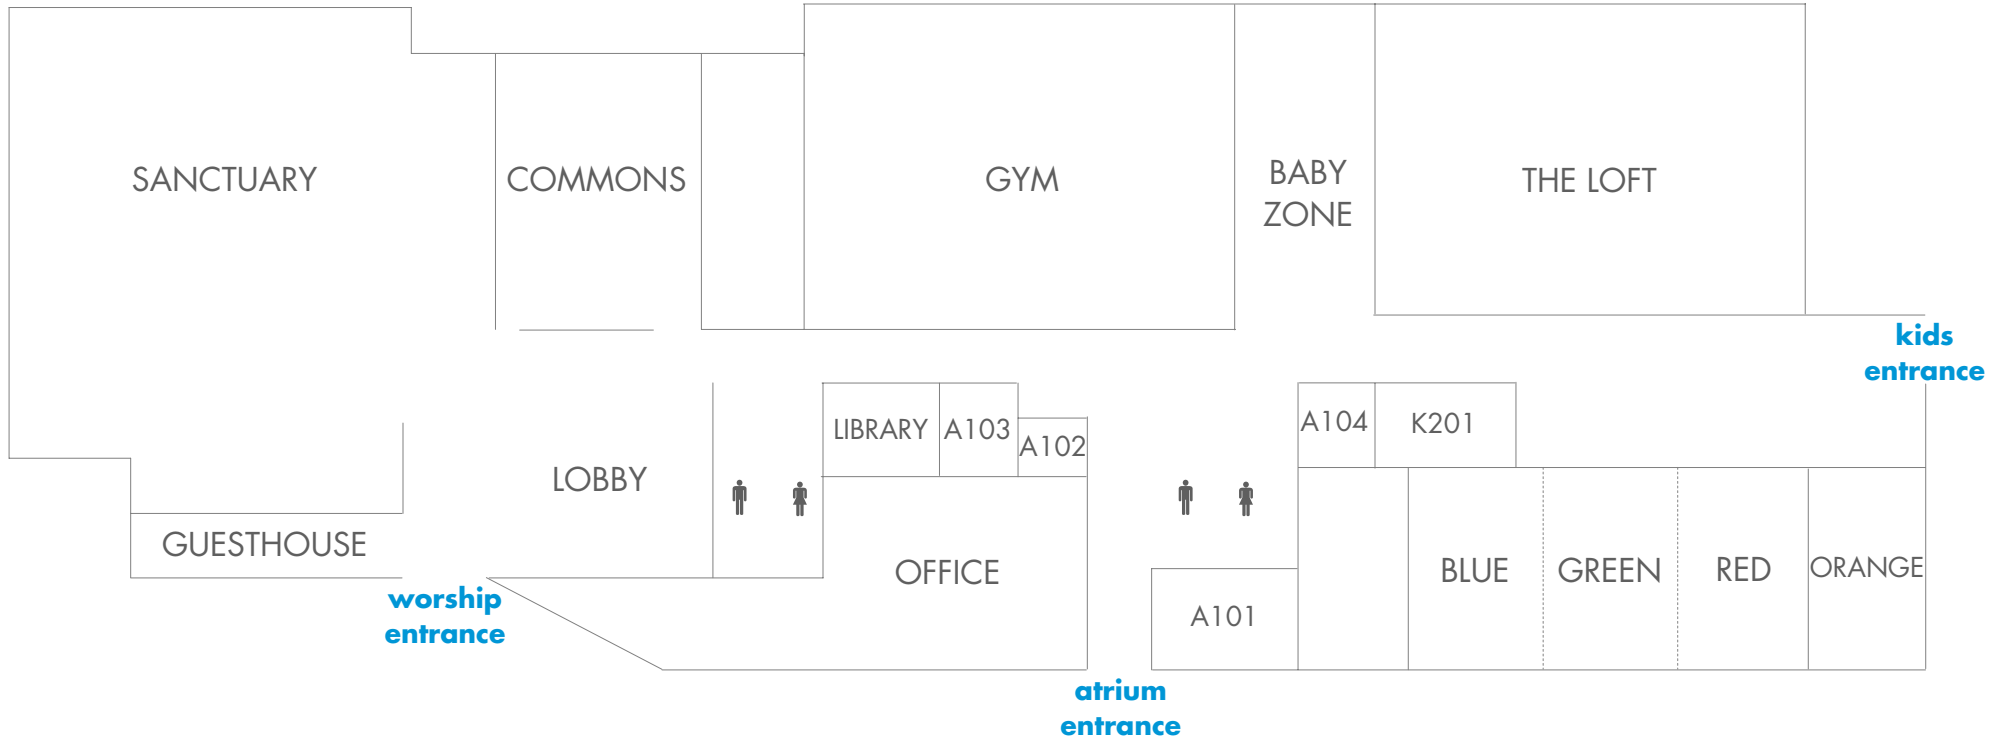 SANCTUARY
COMMONS
GYM
BABY
ZONE
THE LOFT
kids
entrance
LIBRARY
A103
A102
A104
K201
LOBBY
GUESTHOUSE
OFFICE
BLUE
GREEN
RED
ORANGE
A101
worship
entrance
atrium
entrance